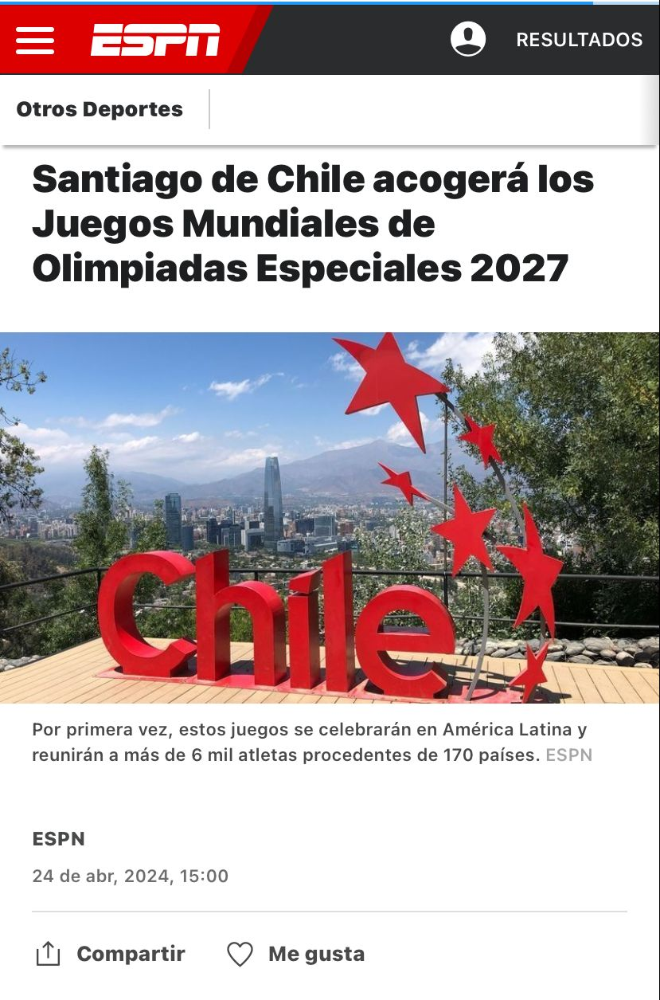 ESPN
RESULTADOS
Otros Deportes
Santiago de Chile acogerá los
Juegos Mundiales de
Olimpiadas Especiales 2027
Chile
Por primera vez, estos juegos se celebrarán en América Latina y
reunirán a más de 6 mil atletas procedentes de 170 países. ESPN
ESPN
24 de abr, 2024, 15:00
Compartir
Me gusta